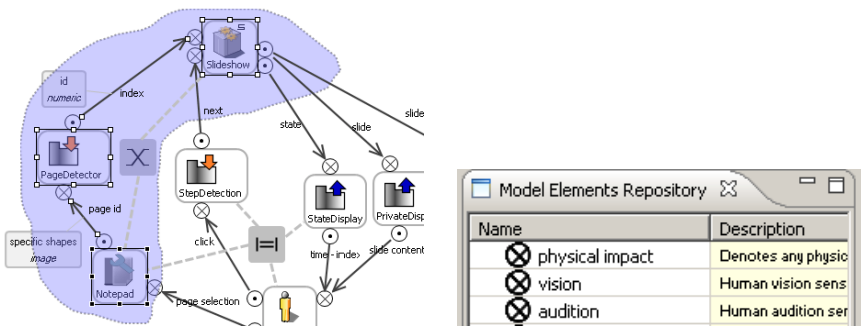 S
Slideshow
id
numeric
index
next
state
slide
slide
PageDetector
StepDetection
StateDisplay
PrivateDisp
page id
specific shapes
image
click
time - inde
slide content
Notepad
page selection
Model Elements Repository
Name Description
physical impact Denotes any physic
vision Human vision sens
audition Human audition ser